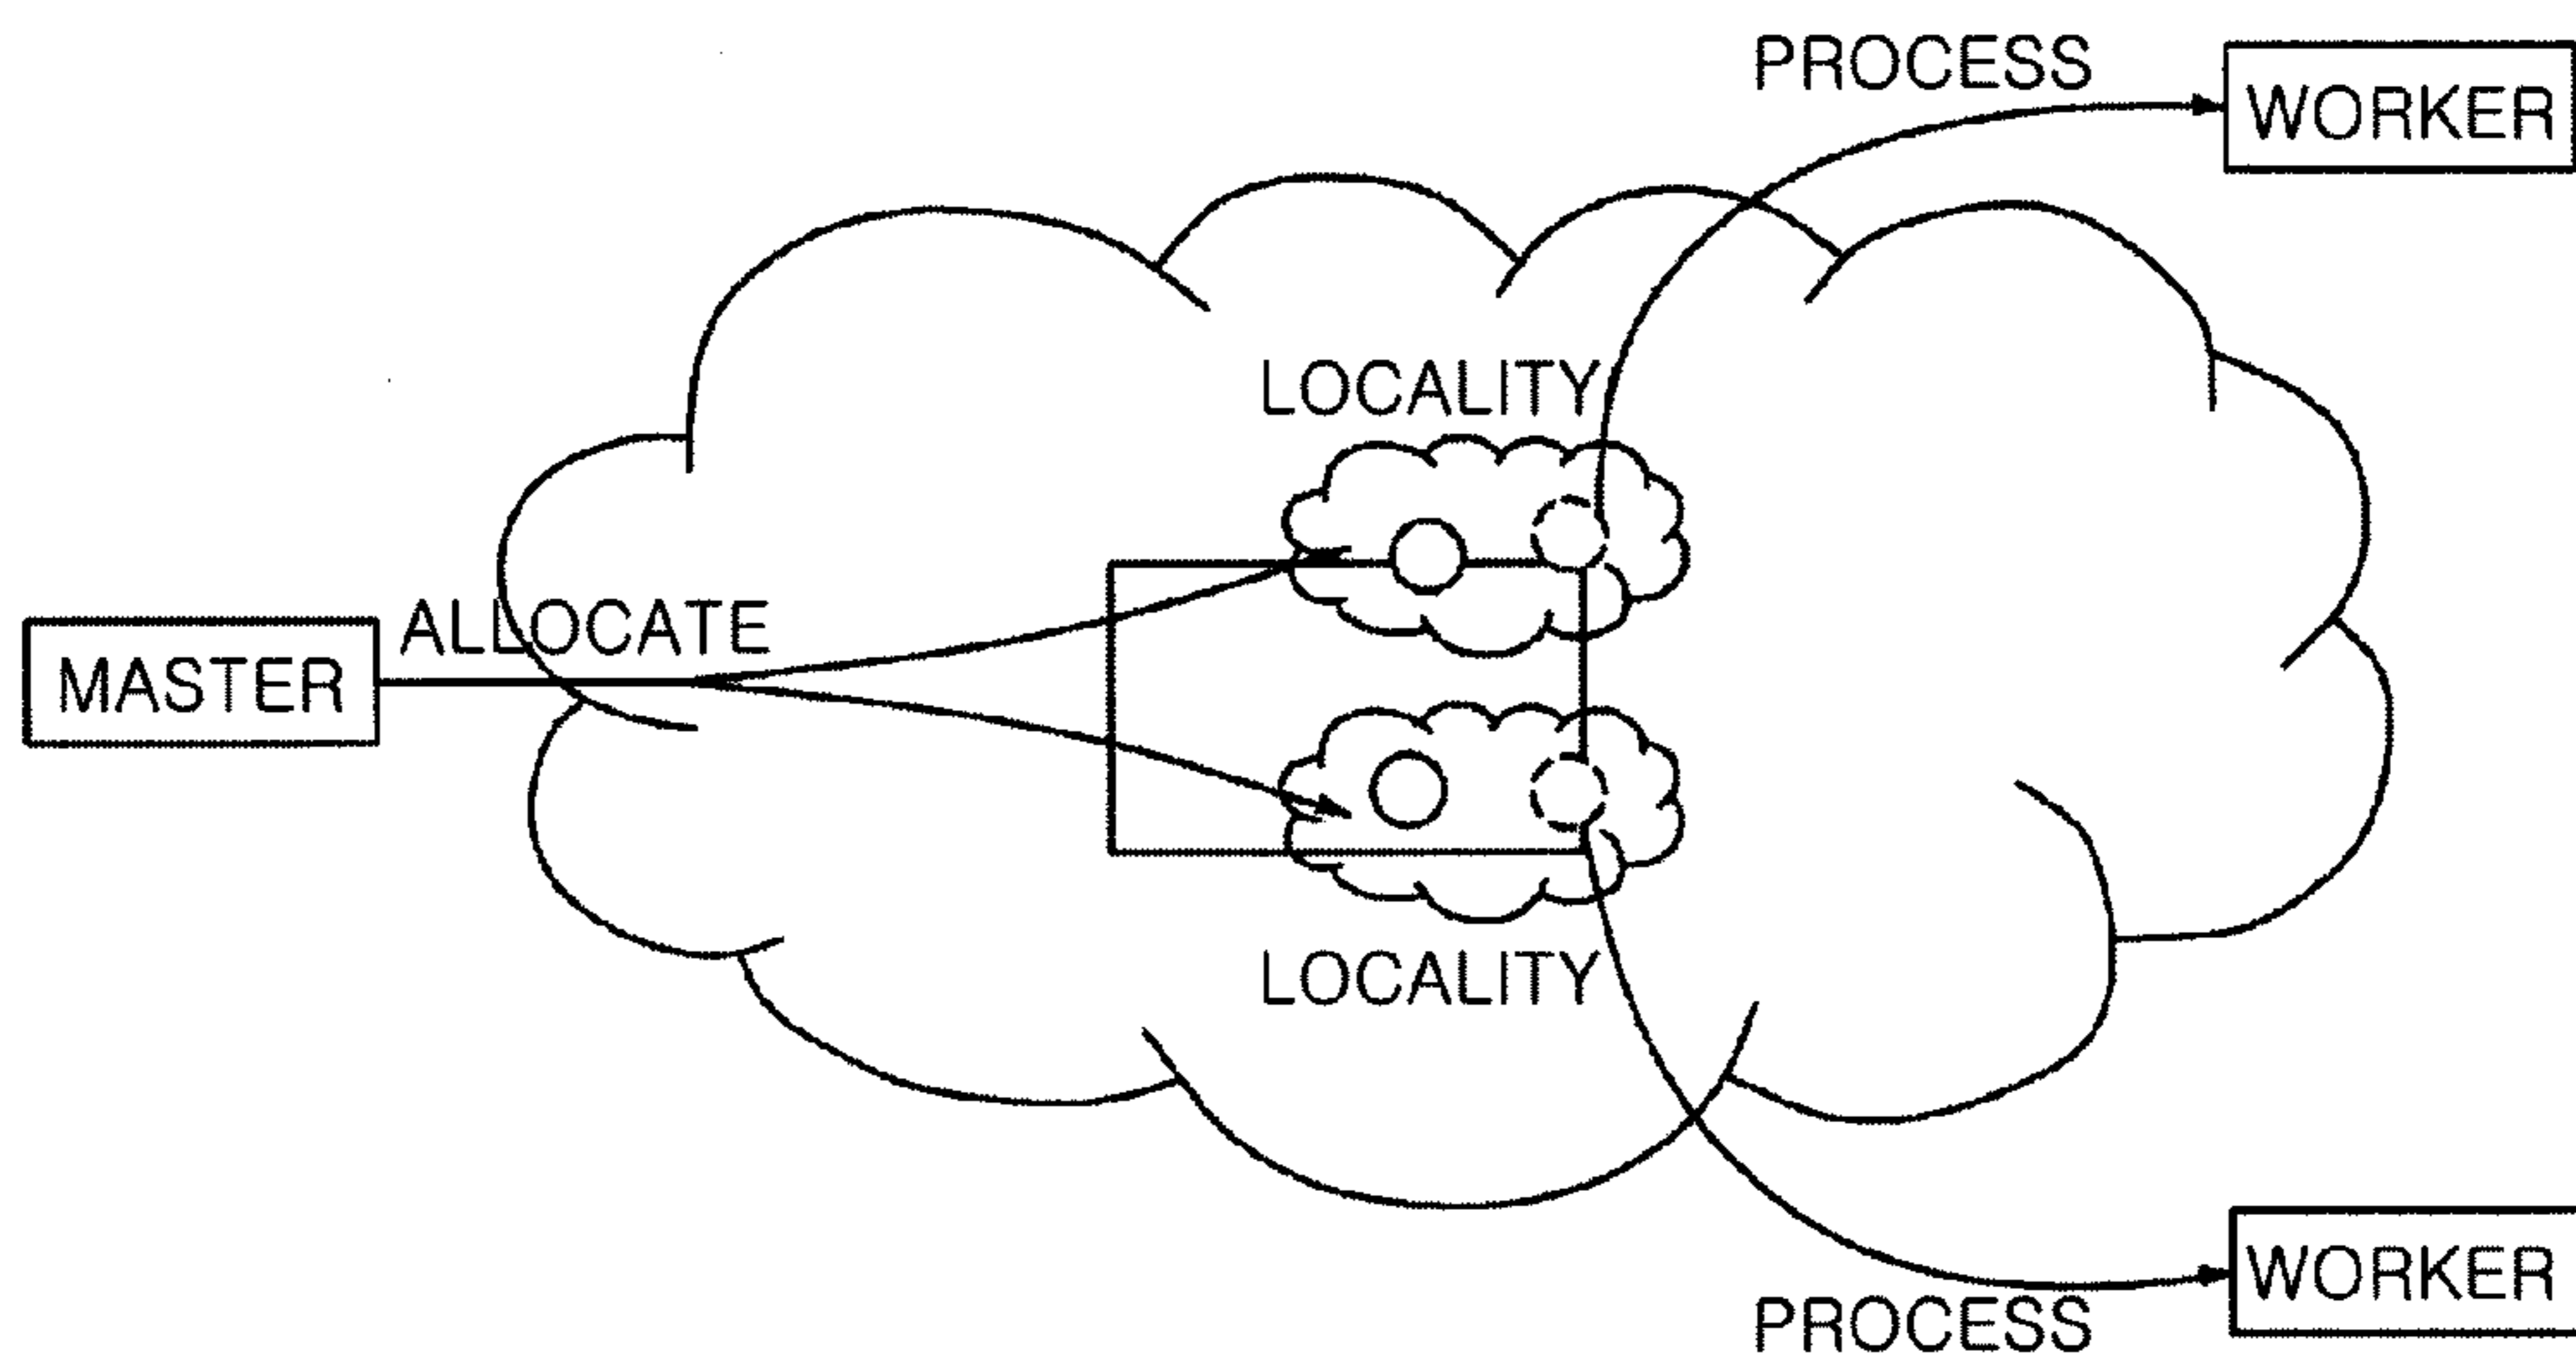 PROCESS
WORKER
LOCALITY
ALLOCATE
MASTER
LOCALITY
WORKER
PROCESS